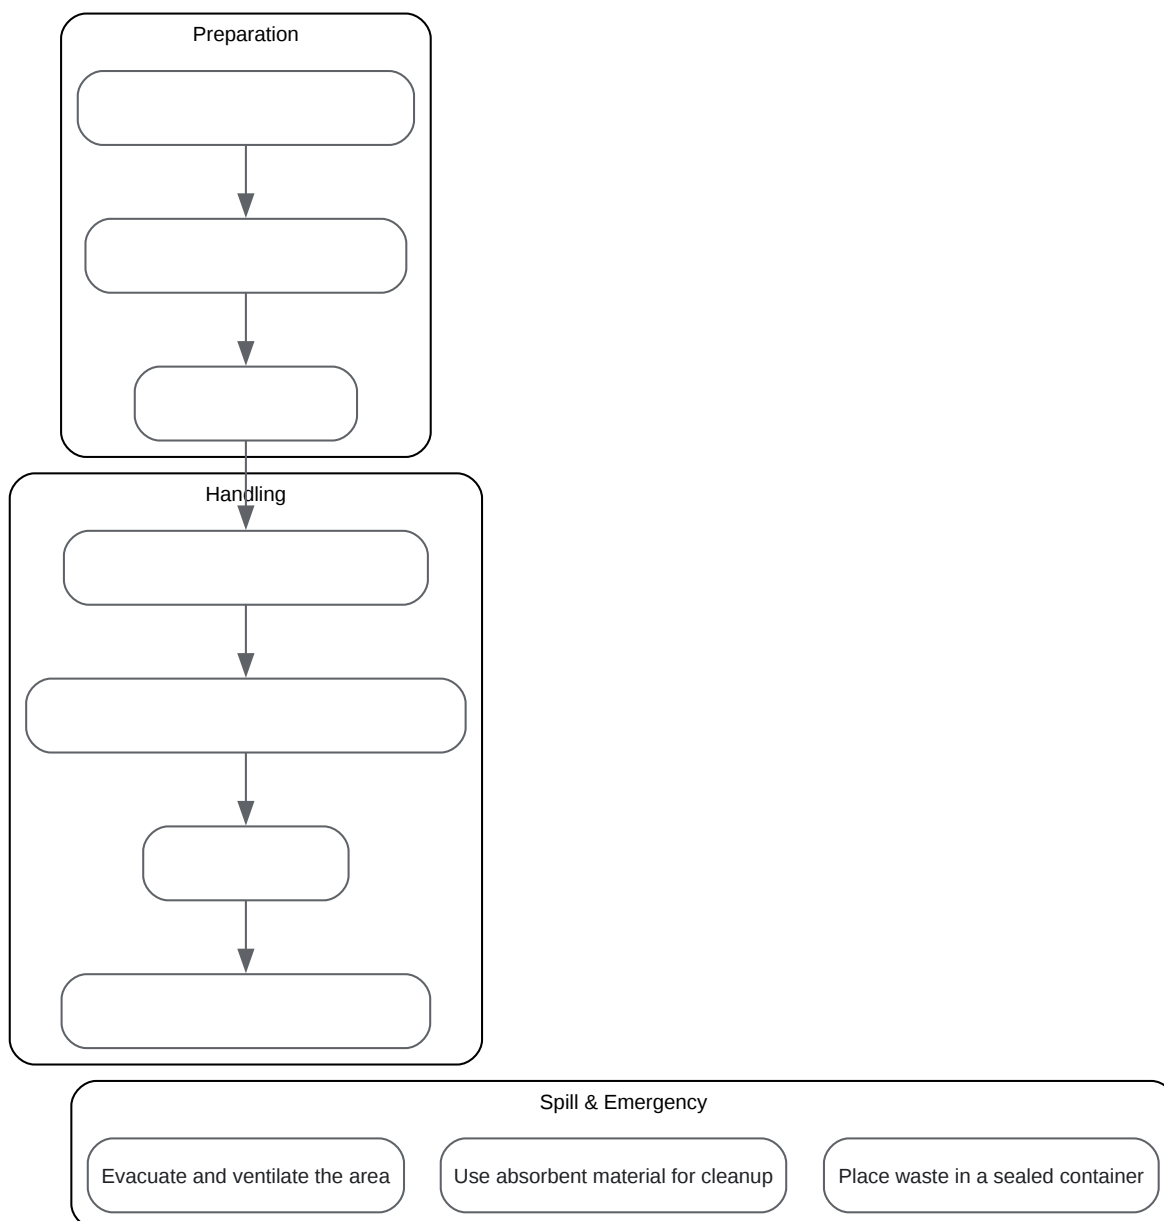 Preparation
Handling
Spill & Emergency
Evacuate and ventilate the area
Use absorbent material for cleanup
Place waste in a sealed container